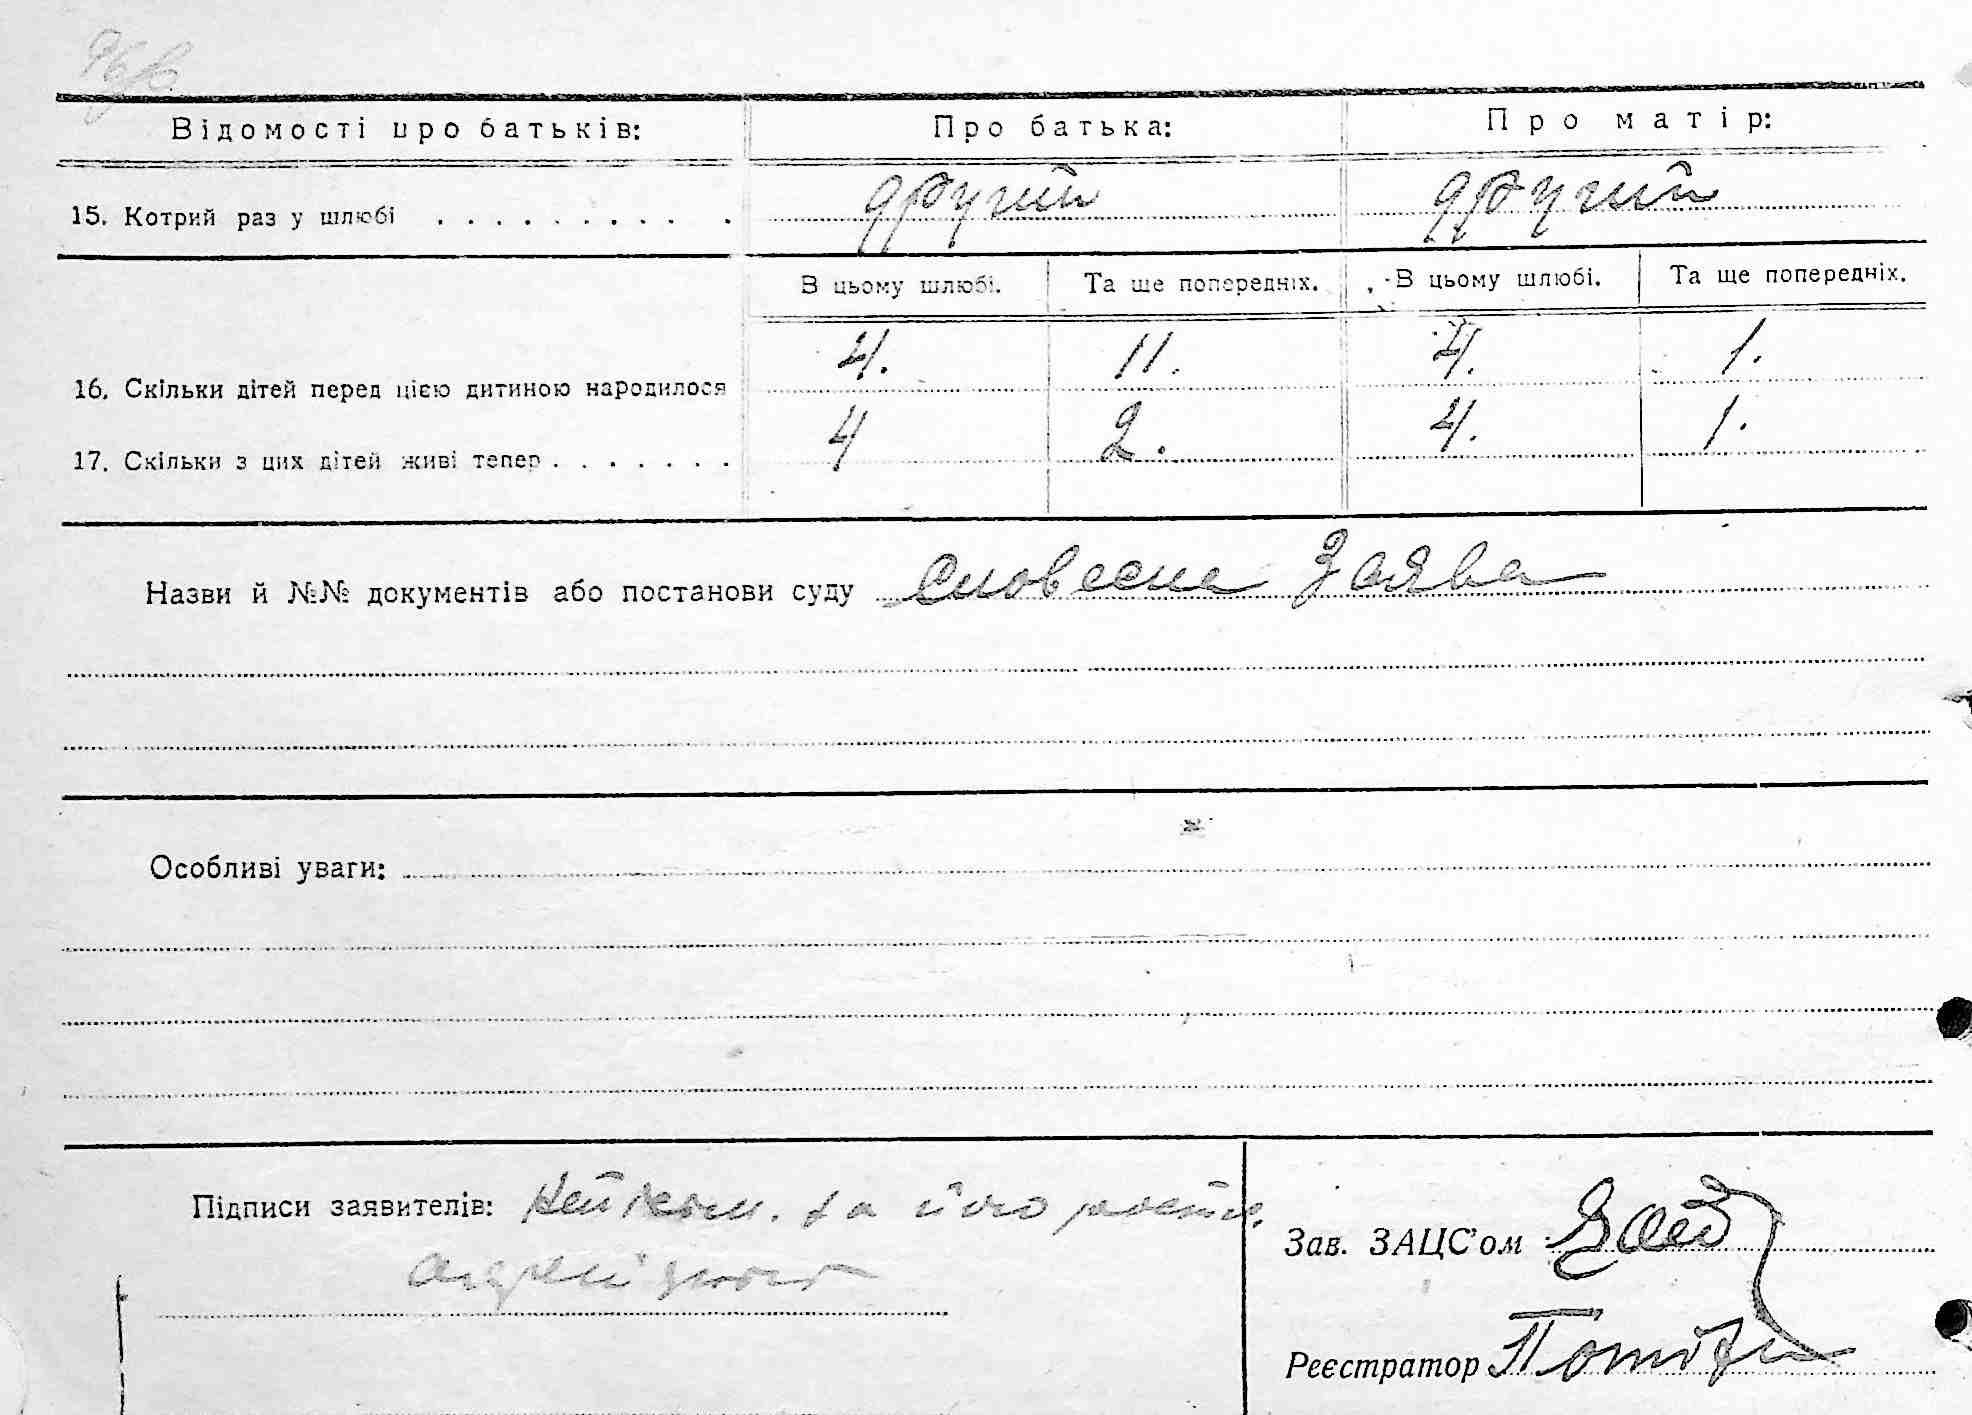 Відомості про батьків: Про батька: Про матір:
15. Котрий раз у шлюбі . . . . . . . . . . другий другий
В цьому шлюбі. Та ще попередніх. В цьому шлюбі. Та ще попередніх.
16. Скільки дітей перед цією дитиною народилося 4. 11. 4. 1.
17. Скільки з цих дітей живі тепер . . . . . . . 4 2. 4. 1.
Назви й №№ документів або постанови суду словесна Заява
Особливі уваги:
Підписи заявителів: та його
Зав. ЗАЦС'ом
Реєстратор